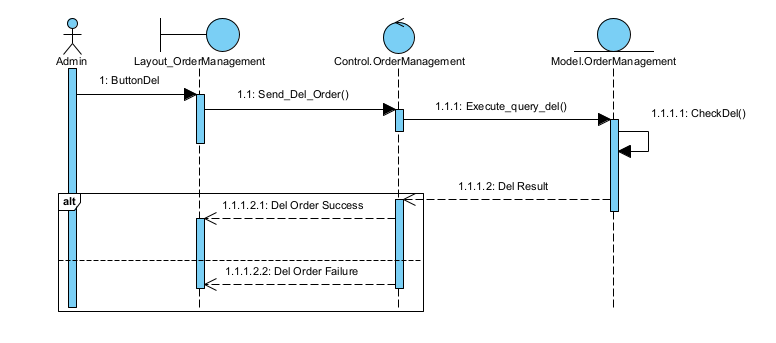 Admin
Layout_OrderManagement
Control.OrderManagement
Model.OrderManagement
1: ButtonDel
1.1: Send_Del_Order()
1.1.1: Execute_query_del()
1.1.1.1: CheckDel()
1.1.1.2: Del Result
alt
1.1.1.2.1: Del Order Success
1.1.1.2.2: Del Order Failure